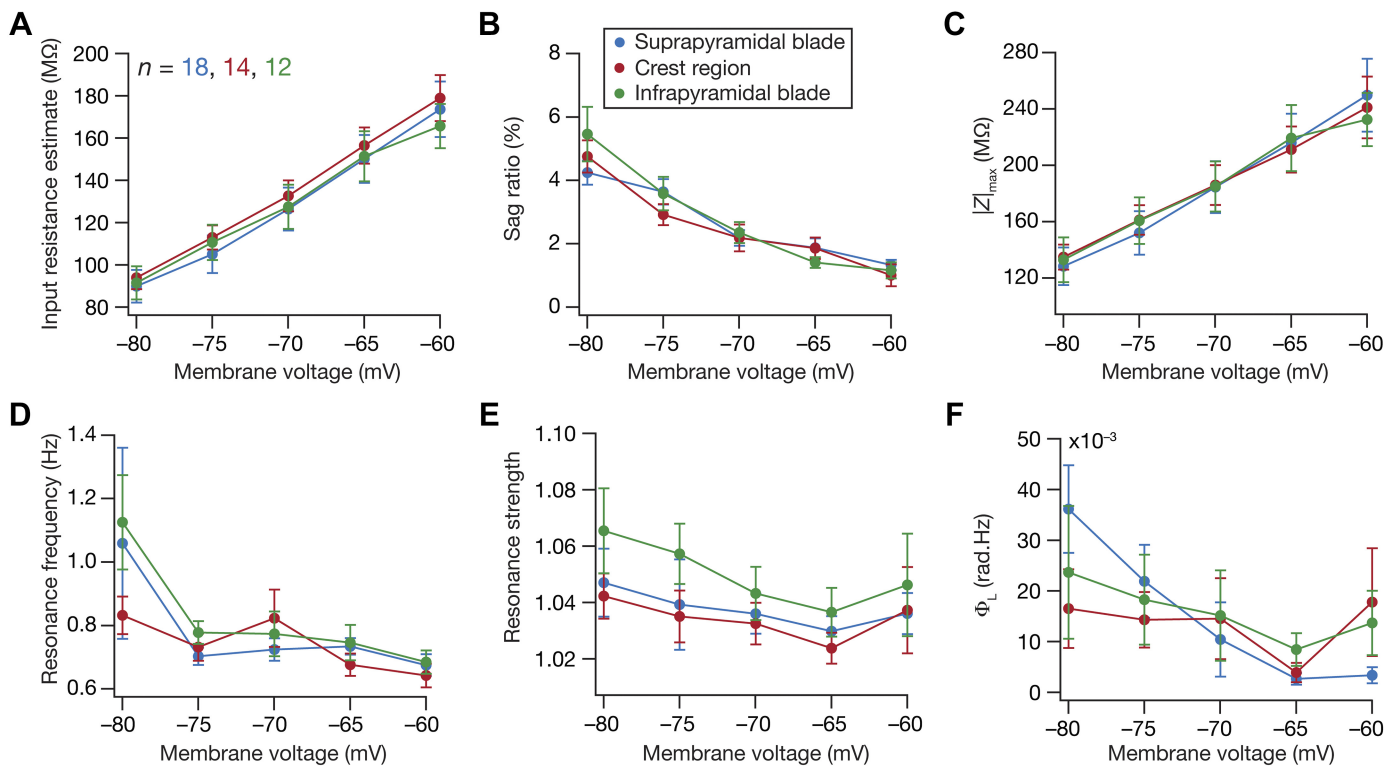 A
Input resistance estimate (MΩ)
200
180
160
140
120
100
80
n = 18, 14, 12
−80
−75
−70
−65
−60
Membrane voltage (mV)
B
Sag ratio (%)
8
6
4
2
0
Suprapyramidal blade
Crest region
Infrapyramidal blade
−80
−75
−70
−65
−60
Membrane voltage (mV)
C
|Z|max (MΩ)
280
240
200
160
120
−80
−75
−70
−65
−60
Membrane voltage (mV)
D
Resonance frequency (Hz)
1.4
1.2
1.0
0.8
0.6
−80
−75
−70
−65
−60
Membrane voltage (mV)
E
Resonance strength
1.10
1.08
1.06
1.04
1.02
−80
−75
−70
−65
−60
Membrane voltage (mV)
F
ΦL (rad.Hz)
50
40
30
20
10
0
x10−3
−80
−75
−70
−65
−60
Membrane voltage (mV)